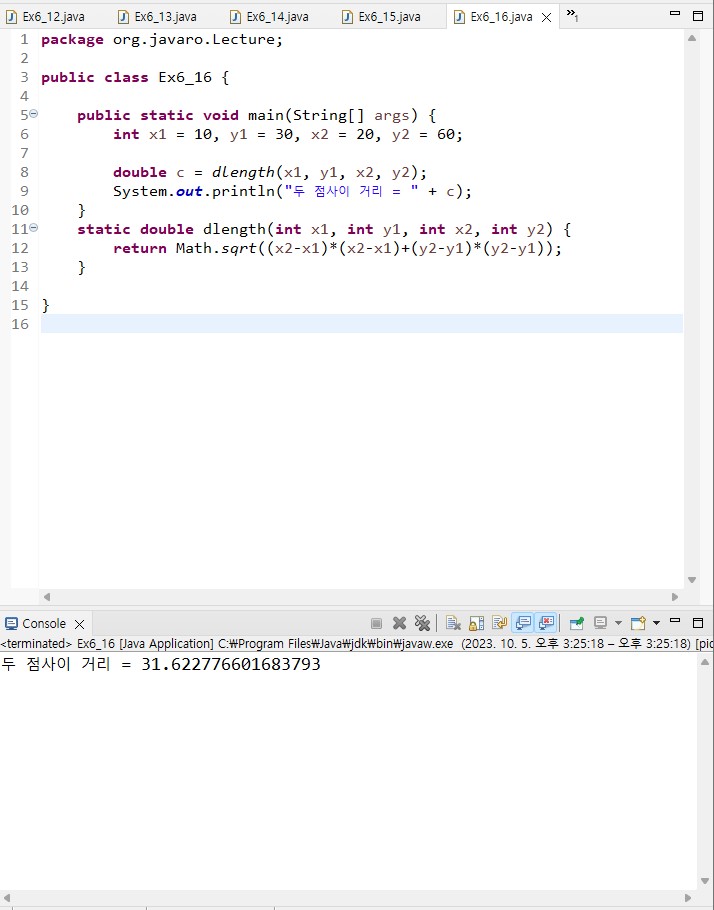 Ex6_12.java Ex6_13.java Ex6_14.java Ex6_15.java Ex6_16.java »1
1 package org.javaro.Lecture;
2
3 public class Ex6_16 {
4
5 public static void main(String[] args) {
6 int x1 = 10, y1 = 30, x2 = 20, y2 = 60;
7
8 double c = dlength(x1, y1, x2, y2);
9 System.out.println("두 점사이 거리 = " + c);
10 }
11 static double dlength(int x1, int y1, int x2, int y2) {
12 return Math.sqrt((x2-x1)*(x2-x1)+(y2-y1)*(y2-y1));
13 }
14
15 }
16
Console
<terminated> Ex6_16 [Java Application] C:₩Program Files₩Java₩jdk₩bin₩javaw.exe (2023. 10. 5. 오후 3:25:18 – 오후 3:25:18) [pic
두 점사이 거리 = 31.622776601683793